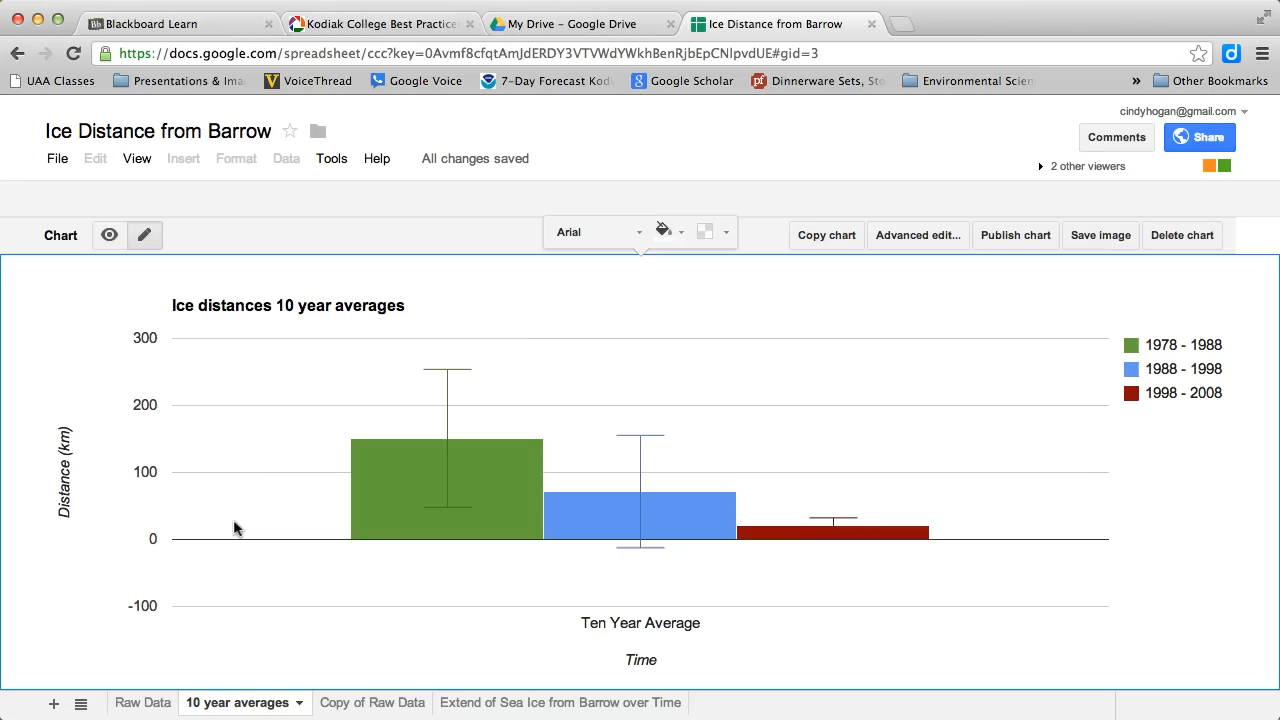 Blackboard Learn
Kodiak College Best Practice
My Drive – Google Drive
Ice Distance from Barrow
https://docs.google.com/spreadsheet/ccc?key=0Avmf8cfqtAmJdERDY3VTVWdYWkhBenRjbEpCNlpvdUE#gid=3
UAA Classes
Presentations & Ima
VoiceThread
Google Voice
7-Day Forecast Kodi
Google Scholar
Dinnerware Sets, Sto
Environmental Scien
»
Other Bookmarks
cindyhogan@gmail.com
Ice Distance from Barrow
Comments
Share
File Edit View Insert Format Data Tools Help All changes saved
2 other viewers
Chart
Arial
Copy chart
Advanced edit...
Publish chart
Save image
Delete chart
Ice distances 10 year averages
300
200
100
0
-100
Distance (km)
1978 - 1988
1988 - 1998
1998 - 2008
Ten Year Average
Time
Raw Data
10 year averages
Copy of Raw Data
Extend of Sea Ice from Barrow over Time